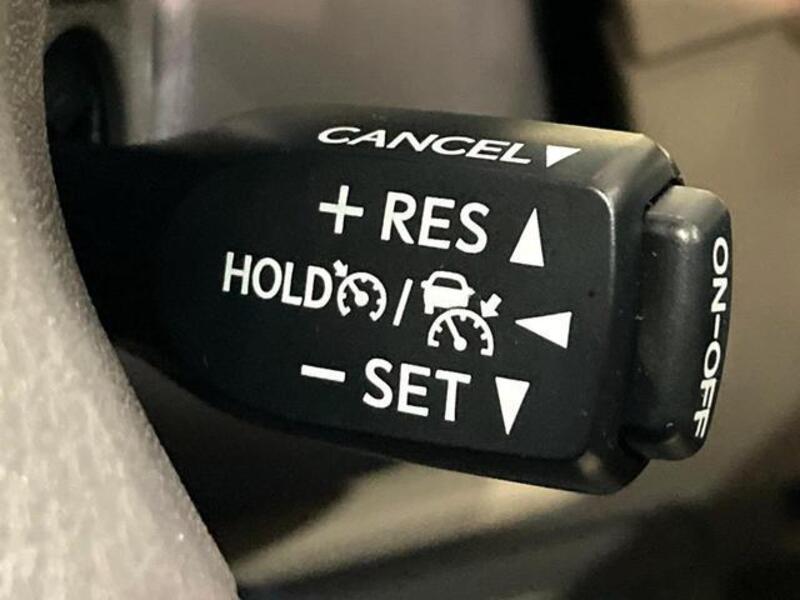 CANCEL▼
+ RES ▲
HOLD / ◀
− SET ▼
ON-OFF